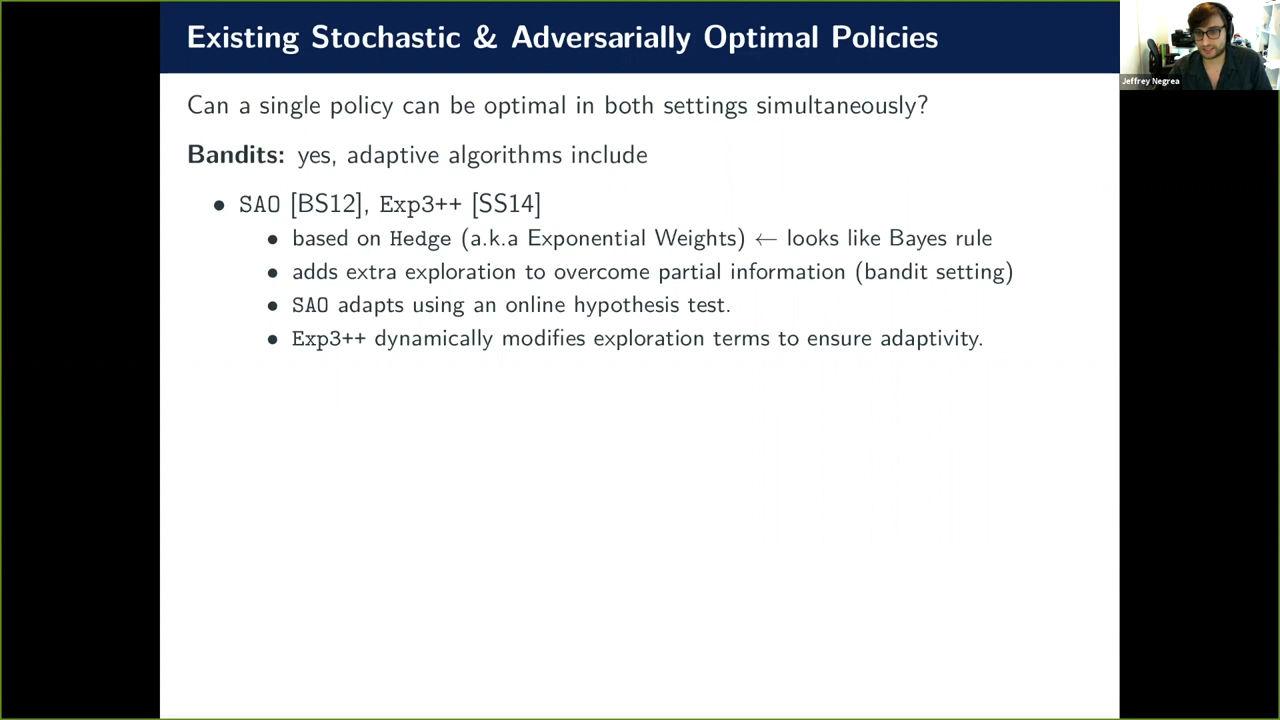 Existing Stochastic & Adversarially Optimal Policies
Jeffrey Negrea
Can a single policy can be optimal in both settings simultaneously?
Bandits: yes, adaptive algorithms include
• SAO [BS12], Exp3++ [SS14]
• based on Hedge (a.k.a Exponential Weights) ← looks like Bayes rule
• adds extra exploration to overcome partial information (bandit setting)
• SAO adapts using an online hypothesis test.
• Exp3++ dynamically modifies exploration terms to ensure adaptivity.